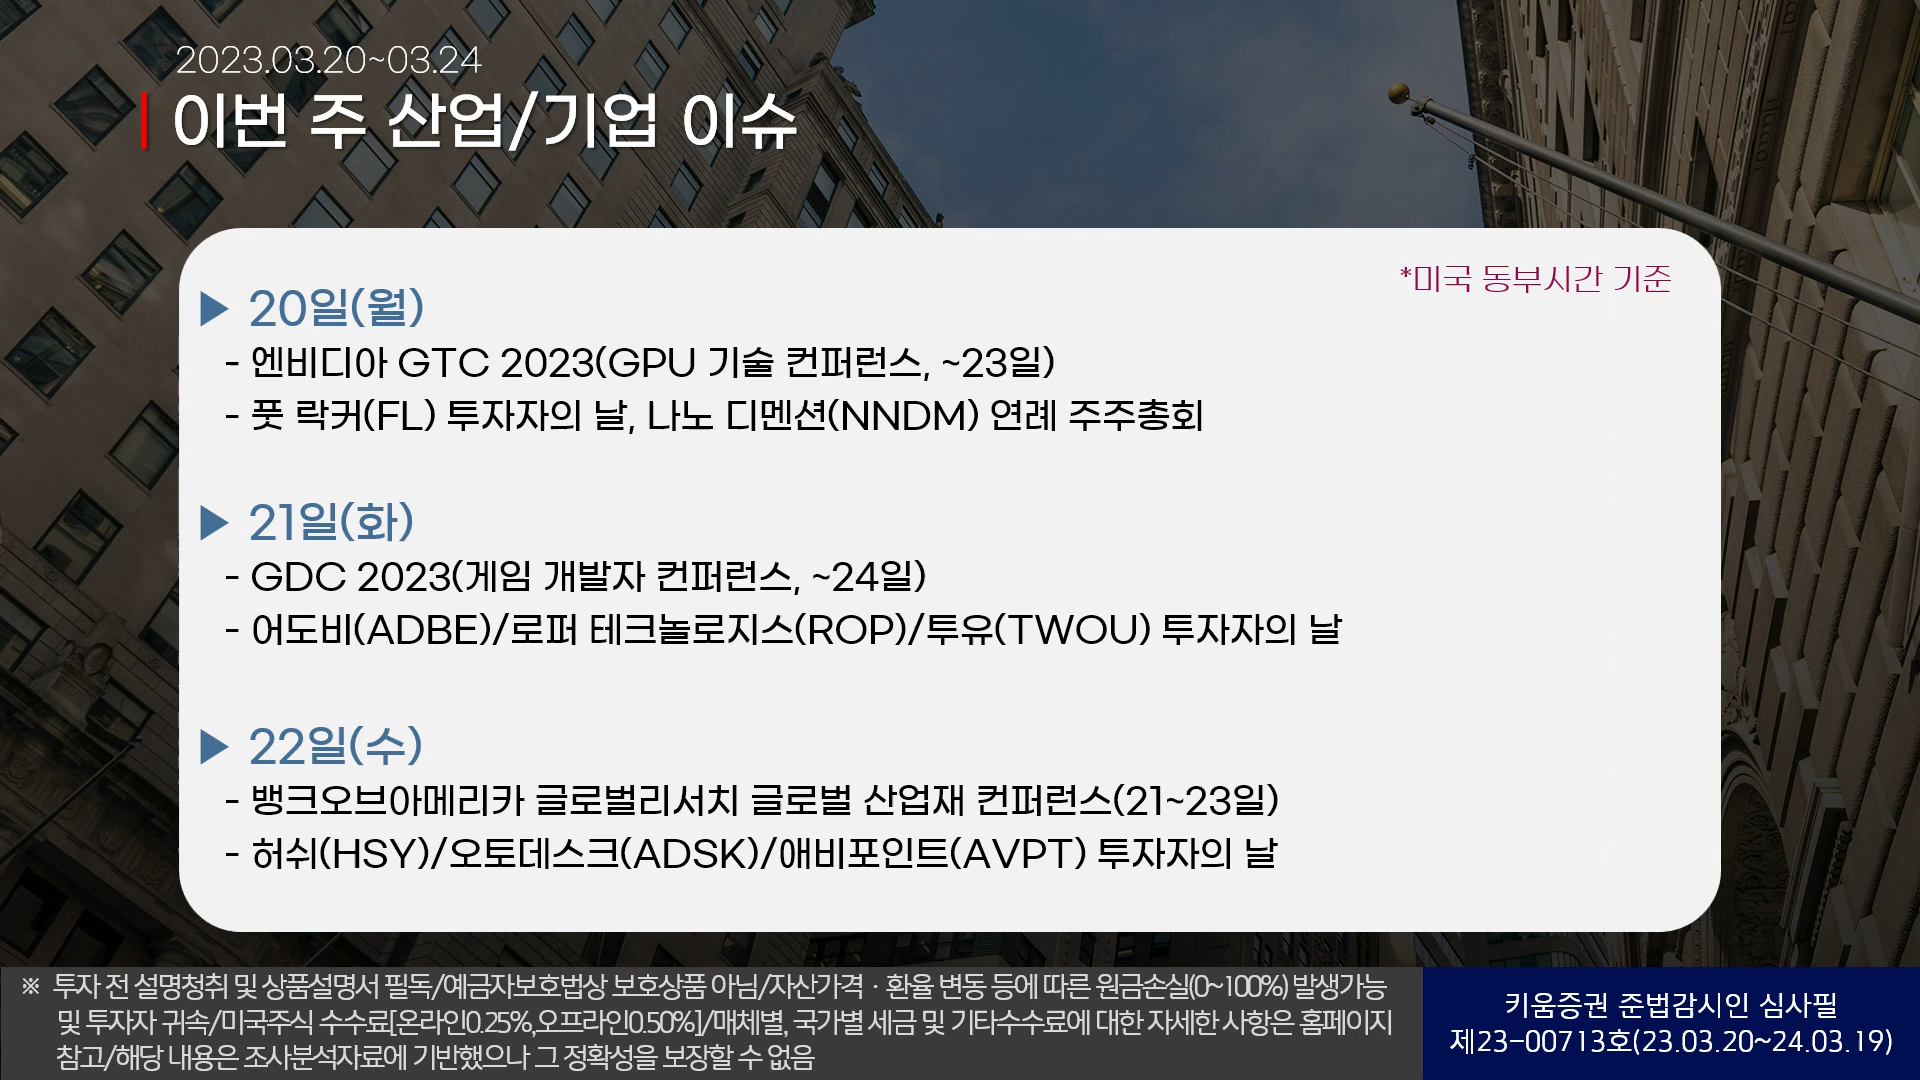 2023.03.20~03.24
이번 주 산업/기업 이슈
*미국 동부시간 기준
▶ 20일(월)
- 엔비디아 GTC 2023(GPU 기술 컨퍼런스, ~23일)
- 풋 락커(FL) 투자자의 날, 나노 디멘션(NNDM) 연례 주주총회
▶ 21일(화)
- GDC 2023(게임 개발자 컨퍼런스, ~24일)
- 어도비(ADBE)/로퍼 테크놀로지스(ROP)/투유(TWOU) 투자자의 날
▶ 22일(수)
- 뱅크오브아메리카 글로벌리서치 글로벌 산업재 컨퍼런스(21~23일)
- 허쉬(HSY)/오토데스크(ADSK)/애비포인트(AVPT) 투자자의 날
※ 투자 전 설명청취 및 상품설명서 필독/예금자보호법상 보호상품 아님/자산가격 · 환율 변동 등에 따른 원금손실(0~100%) 발생가능
및 투자자 귀속/미국주식 수수료[온라인0.25%,오프라인0.50%]/매체별, 국가별 세금 및 기타수수료에 대한 자세한 사항은 홈페이지
참고/해당 내용은 조사분석자료에 기반했으나 그 정확성을 보장할 수 없음
키움증권 준법감시인 심사필
제23-00713호(23.03.20~24.03.19)